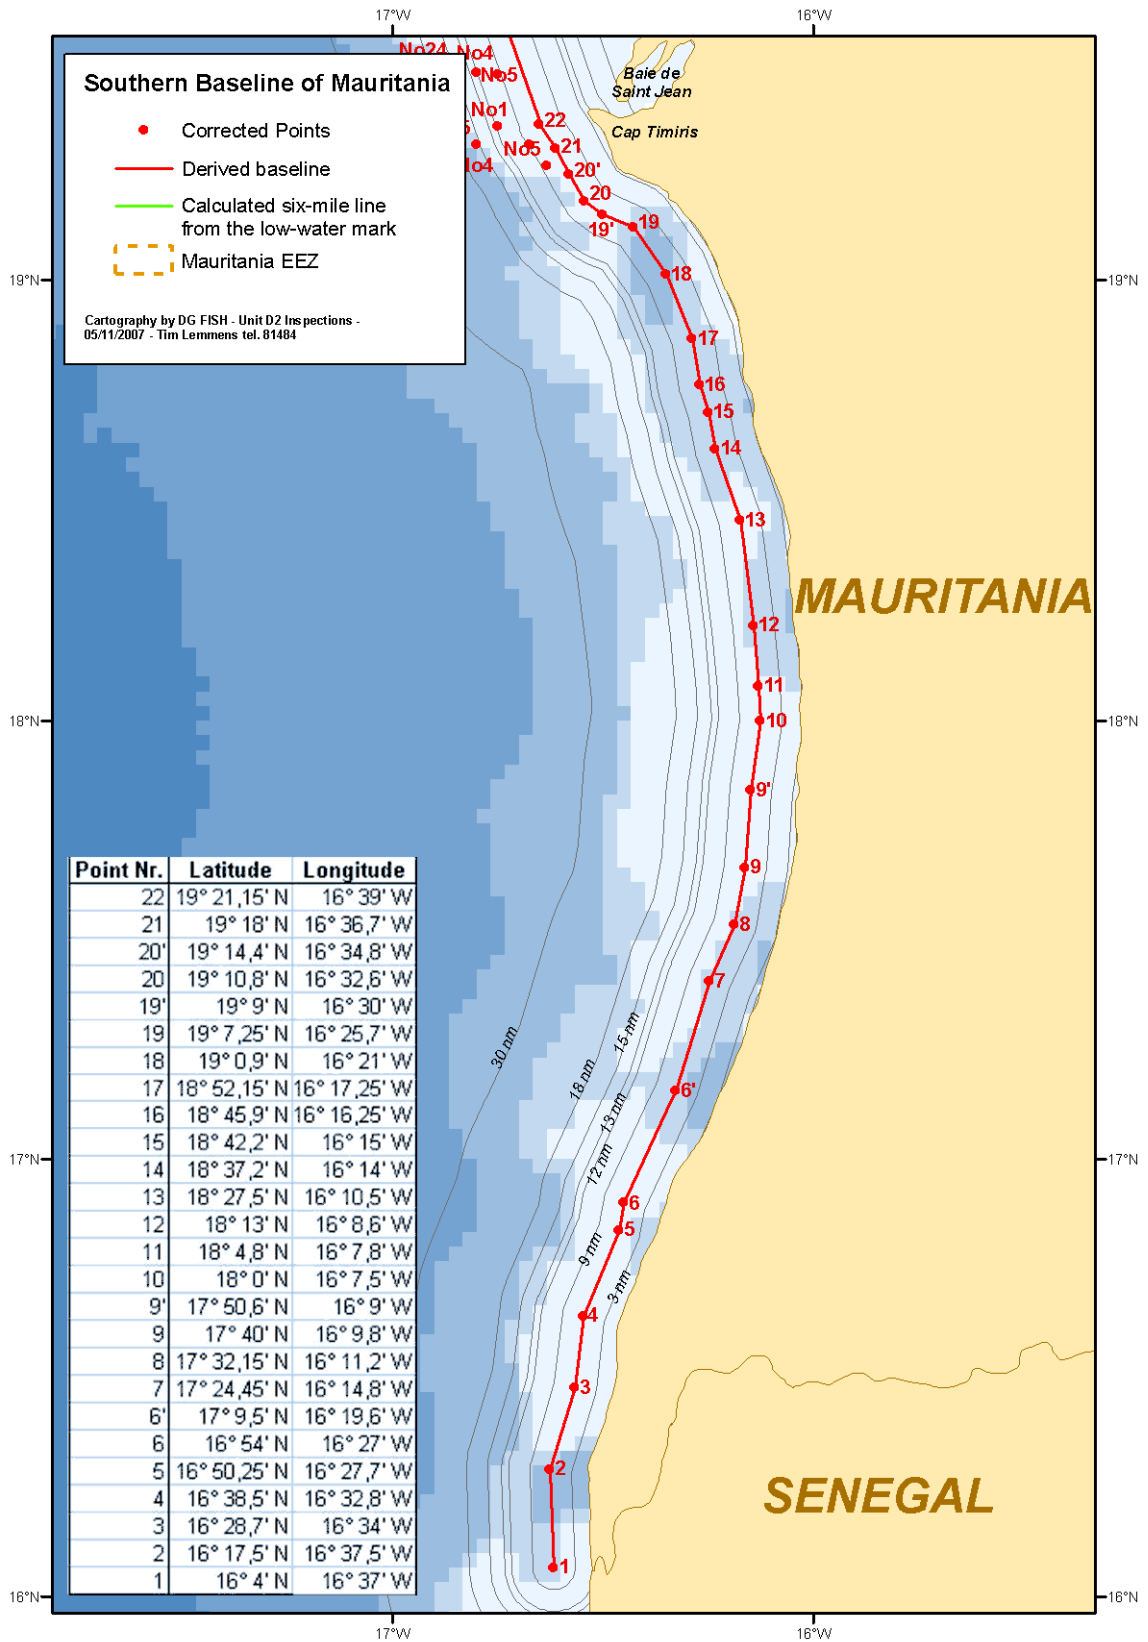 17°W
16°W
No24
No4
No5
No1
5
No5
No4
Southern Baseline of Mauritania
Corrected Points
Derived baseline
Calculated six-mile line
from the low-water mark
Mauritania EEZ
Cartography by DG FISH - Unit D2 Inspections -
05/11/2007 - Tim Lemmens tel. 81484
Baie de
Saint Jean
Cap Timiris
22
21
20'
20
19'
19
18
17
16
15
14
13
12
11
10
9'
9
8
7
6'
6
5
4
3
2
1
19°N
19°N
18°N
18°N
17°N
17°N
16°N
16°N
MAURITANIA
SENEGAL
30 nm
18 nm
15 nm
13 nm
12 nm
9 nm
3 nm
Point Nr. Latitude Longitude
22 19° 21,15' N 16° 39' W
21 19° 18' N 16° 36,7' W
20' 19° 14,4' N 16° 34,8' W
20 19° 10,8' N 16° 32,6' W
19' 19° 9' N 16° 30' W
19 19° 7,25' N 16° 25,7' W
18 19° 0,9' N 16° 21' W
17 18° 52,15' N 16° 17,25' W
16 18° 45,9' N 16° 16,25' W
15 18° 42,2' N 16° 15' W
14 18° 37,2' N 16° 14' W
13 18° 27,5' N 16° 10,5' W
12 18° 13' N 16° 8,6' W
11 18° 4,8' N 16° 7,8' W
10 18° 0' N 16° 7,5' W
9' 17° 50,6' N 16° 9' W
9 17° 40' N 16° 9,8' W
8 17° 32,15' N 16° 11,2' W
7 17° 24,45' N 16° 14,8' W
6' 17° 9,5' N 16° 19,6' W
6 16° 54' N 16° 27' W
5 16° 50,25' N 16° 27,7' W
4 16° 38,5' N 16° 32,8' W
3 16° 28,7' N 16° 34' W
2 16° 17,5' N 16° 37,5' W
1 16° 4' N 16° 37' W
17°W
16°W